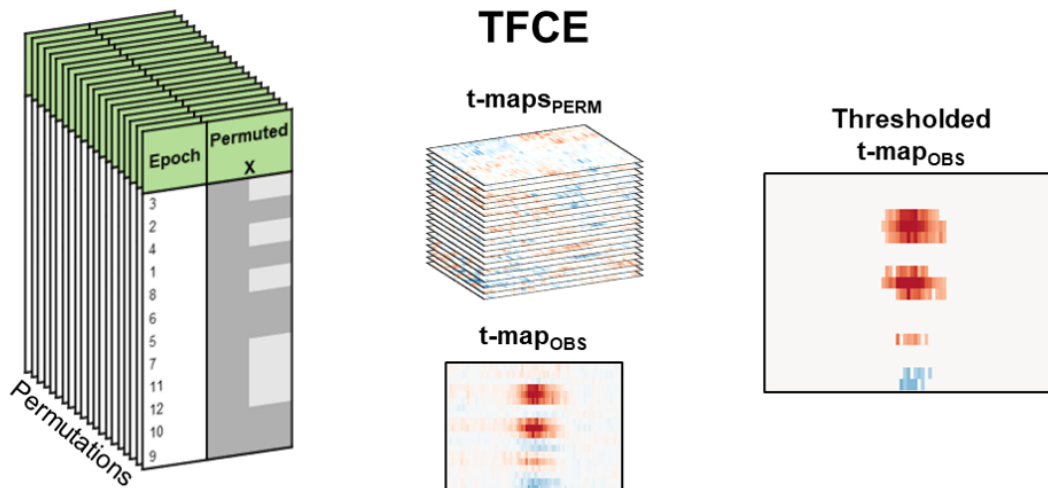 TFCE
Epoch
Permuted
X
3
2
4
1
8
6
5
7
11
12
10
9
Permutations
t-mapsPERM
t-mapOBS
Thresholded
t-mapOBS